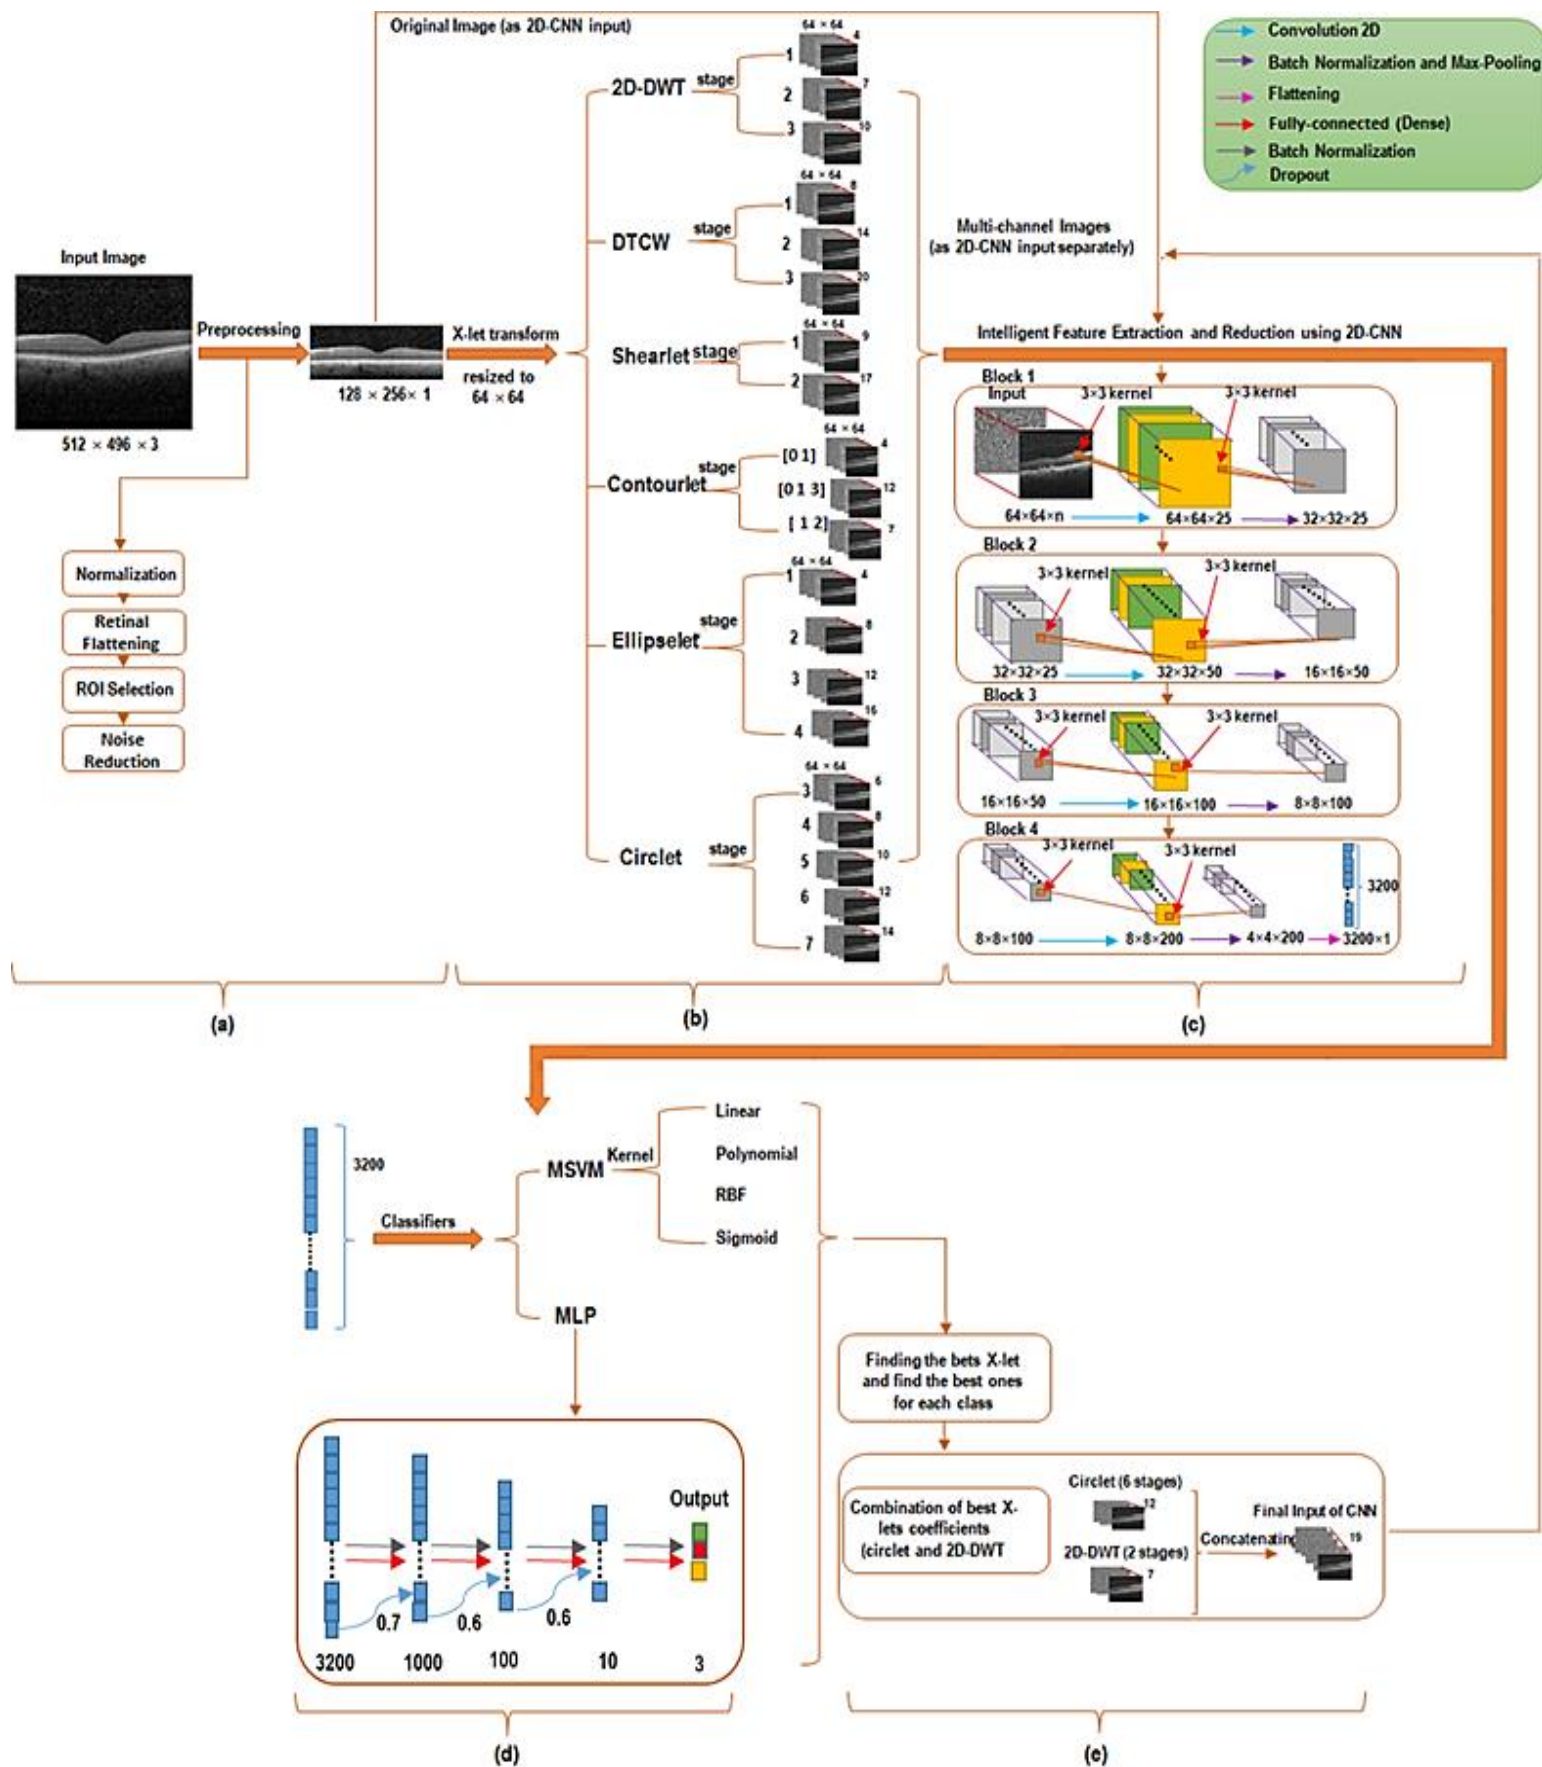 Original Image (as 2D-CNN input)
Convolution 2D
Batch Normalization and Max-Pooling
Flattening
Fully-connected (Dense)
Batch Normalization
Dropout
Input Image
512 × 496 × 3
Preprocessing
128 × 256× 1
X-let transform
resized to
64 × 64
Normalization
Retinal
Flattening
ROI Selection
Noise
Reduction
(a)
2D-DWT
stage
64 × 64
1
4
2
7
3
10
DTCW
stage
64 × 64
1
8
2
14
3
20
Shearlet
stage
64 × 64
1
9
2
17
Contourlet
stage
64 × 64
[0 1]
4
[0 1 3]
12
[ 1 2]
7
Ellipselet
stage
64 × 64
1
4
2
8
3
12
4
16
Circlet
stage
64 × 64
3
6
4
8
5
10
6
12
7
14
(b)
Multi-channel Images
(as 2D-CNN input separately)
Intelligent Feature Extraction and Reduction using 2D-CNN
Block 1
Input
3×3 kernel
3×3 kernel
64×64×n
64×64×25
32×32×25
Block 2
3×3 kernel
3×3 kernel
32×32×25
32×32×50
16×16×50
Block 3
3×3 kernel
3×3 kernel
16×16×50
16×16×100
8×8×100
Block 4
3×3 kernel
3×3 kernel
3200
8×8×100
8×8×200
4×4×200
3200×1
(c)
3200
Classifiers
MSVM
Kernel
Linear
Polynomial
RBF
Sigmoid
MLP
Output
0.7
0.6
0.6
3200
1000
100
10
3
(d)
Finding the bets X-let
and find the best ones
for each class
Combination of best X-
lets coefficients
(circlet and 2D-DWT
Circlet (6 stages)
12
2D-DWT (2 stages)
7
Concatenating
Final Input of CNN
19
(e)